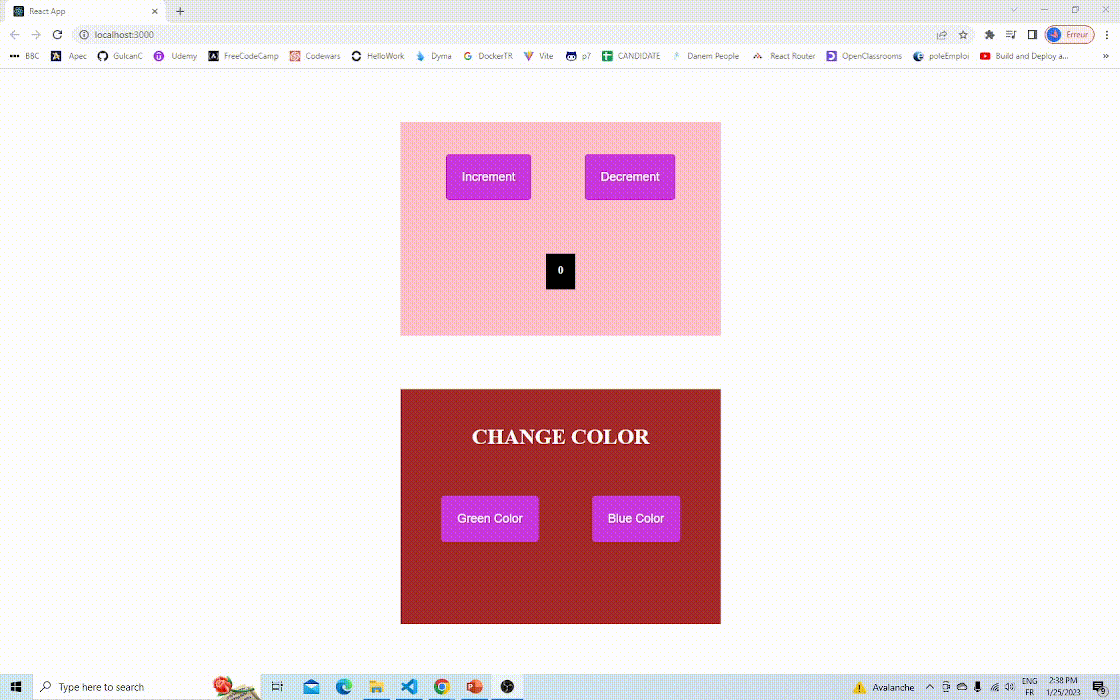 React App
localhost:3000
Erreur
BBC Apec GulcanC Udemy FreeCodeCamp Codewars HelloWork Dyma DockerTR Vite p7 CANDIDATE Danem People React Router OpenClassrooms poleEmploi Build and Deploy a...
Increment Decrement
0
CHANGE COLOR
Green Color Blue Color
Type here to search
Avalanche
ENG
FR
2:38 PM
1/25/2023